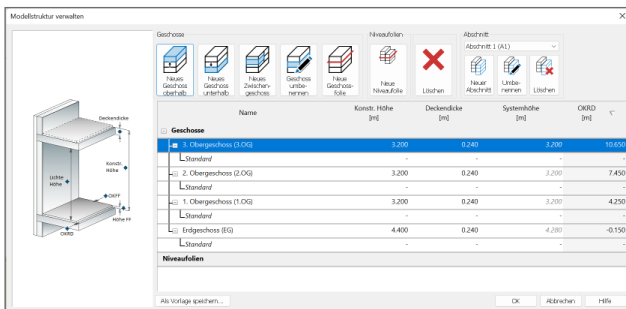 Modellstruktur verwalten
Geschosse
Niveaufolien
Abschnitt
Abschnitt 1 (A1)
Neues Geschoss oberhalb
Neues Geschoss unterhalb
Neues Zwischen- geschoss
Geschoss umbe- nennen
Neue Geschoss- folie
Neue Niveaufolie
Löschen
Neuer Abschnitt
Umbe- nennen
Löschen
Name
Konstr. Höhe [m]
Deckendicke [m]
Systemhöhe [m]
OKRD [m]
Geschosse
3. Obergeschoss (3.OG) 3.200 0.240 3.200 10.650
Standard - - - -
2. Obergeschoss (2.OG) 3.200 0.240 3.200 7.450
Standard - - - -
1. Obergeschoss (1.OG) 3.200 0.240 3.200 4.250
Standard - - - -
Erdgeschoss (EG) 4.400 0.240 4.280 -0.150
Standard - - - -
Niveaufolien
Deckendicke
Konstr. Höhe
Lichte Höhe
OKFF
Höhe FF
OKRD
Als Vorlage speichern...
OK
Abbrechen
Hilfe